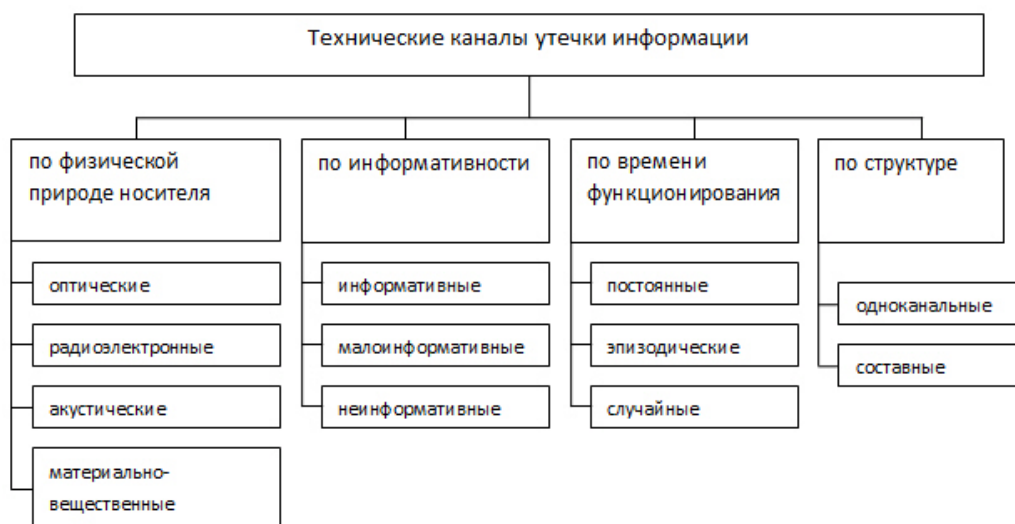 Технические каналы утечки информации
по физической
природе носителя
оптические
радиоэлектронные
акустические
материально-
вещественные
по информативности
информативные
малоинформативные
неинформативные
по времени
функционирования
постоянные
эпизодические
случайные
по структуре
одноканальные
составные